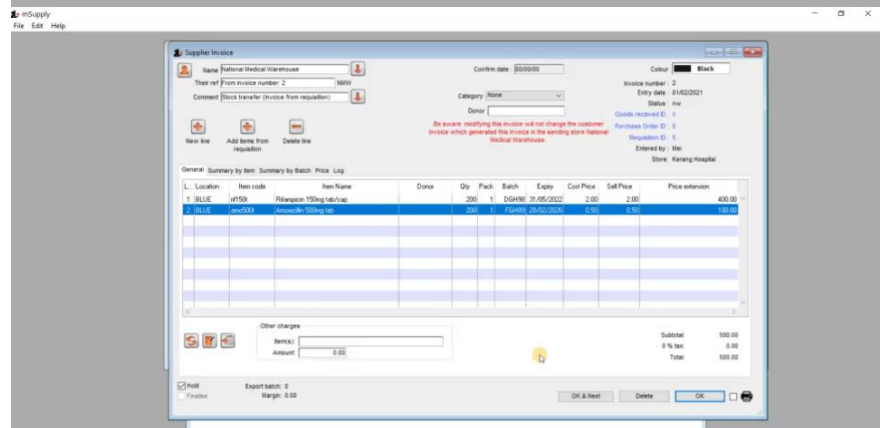 mSupply
File Edit Help
Supplier Invoice
Name National Medical Warehouse
Confirm date : 00/00/00
Colour : Black
Their ref From invoice number: 2 NMW
Invoice number : 2
Comment Stock transfer (Invoice from requisition)
Category None
Entry date : 01/02/2021
Status : nw
Donor
Goods received ID : 0
Be aware: modifying this invoice will not change the customer
invoice which generated this invoice in the sending store National
Medical Warehouse.
Purchase Order ID : 0
Requisition ID : 5
Entered by : Mei
Store: Kerang Hospital
New line
Add items from
requisition
Delete line
General Summary by Item Summary by Batch Price Log
L... Location Item code Item Name Donor Qty Pack Batch Expiry Cost Price Sell Price Price extension
1 BLUE rif150t Rifampicin 150mg tab/cap 200 1 DGH98 31/05/2022 2.00 2.00 400.00
2 BLUE amo500t Amoxicillin 500mg tab 200 1 FGH89 28/02/2026 0.50 0.50 100.00
Other charges
Item(s):
Amount: 0.00
Subtotal: 500.00
0 % tax: 0.00
Total: 500.00
Hold
Finalise
Export batch: 0
Margin: 0.00
OK & Next
Delete
OK